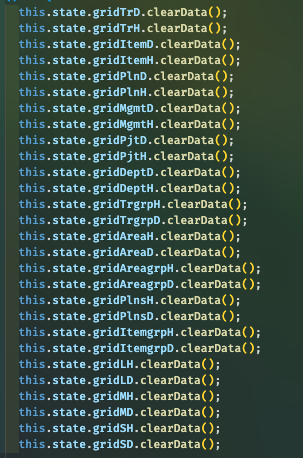 this.state.gridTrD.clearData();
this.state.gridTrH.clearData();
this.state.gridItemD.clearData();
this.state.gridItemH.clearData();
this.state.gridPlnD.clearData();
this.state.gridPlnH.clearData();
this.state.gridMgmtD.clearData();
this.state.gridMgmtH.clearData();
this.state.gridPjtD.clearData();
this.state.gridPjtH.clearData();
this.state.gridDeptD.clearData();
this.state.gridDeptH.clearData();
this.state.gridTrgrpH.clearData();
this.state.gridTrgrpD.clearData();
this.state.gridAreaH.clearData();
this.state.gridAreaD.clearData();
this.state.gridAreagrpH.clearData();
this.state.gridAreagrpD.clearData();
this.state.gridPlnsH.clearData();
this.state.gridPlnsD.clearData();
this.state.gridItemgrpH.clearData();
this.state.gridItemgrpD.clearData();
this.state.gridLH.clearData();
this.state.gridLD.clearData();
this.state.gridMH.clearData();
this.state.gridMD.clearData();
this.state.gridSH.clearData();
this.state.gridSD.clearData();